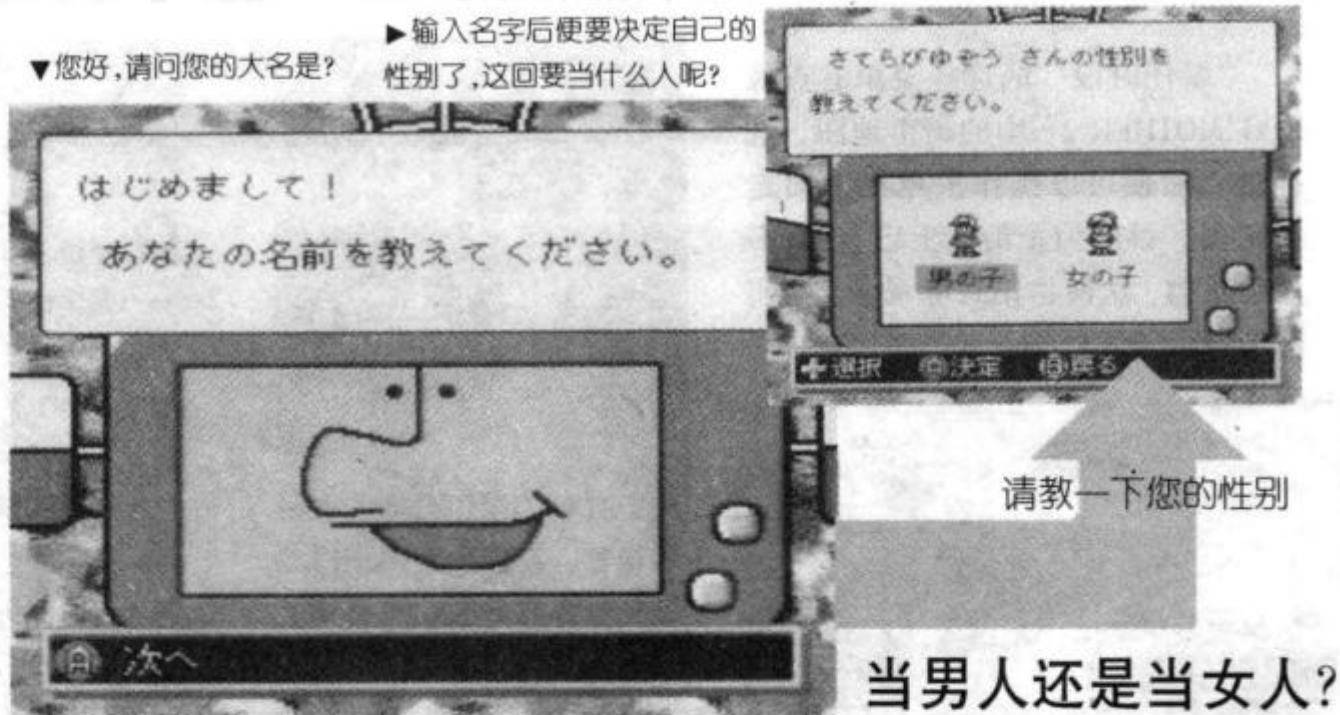 ▼您好,请问您的大名是?
▶输入名字后便要决定自己的
性别了,这回要当什么人呢?
はじめまして!
あなたの名前を教えてください。
A 次へ
さてらびゆぞう さんの性別を
教えてください。
男の子 女の子
選択 決定 B戻る
请教一下您的性别
当男人还是当女人?